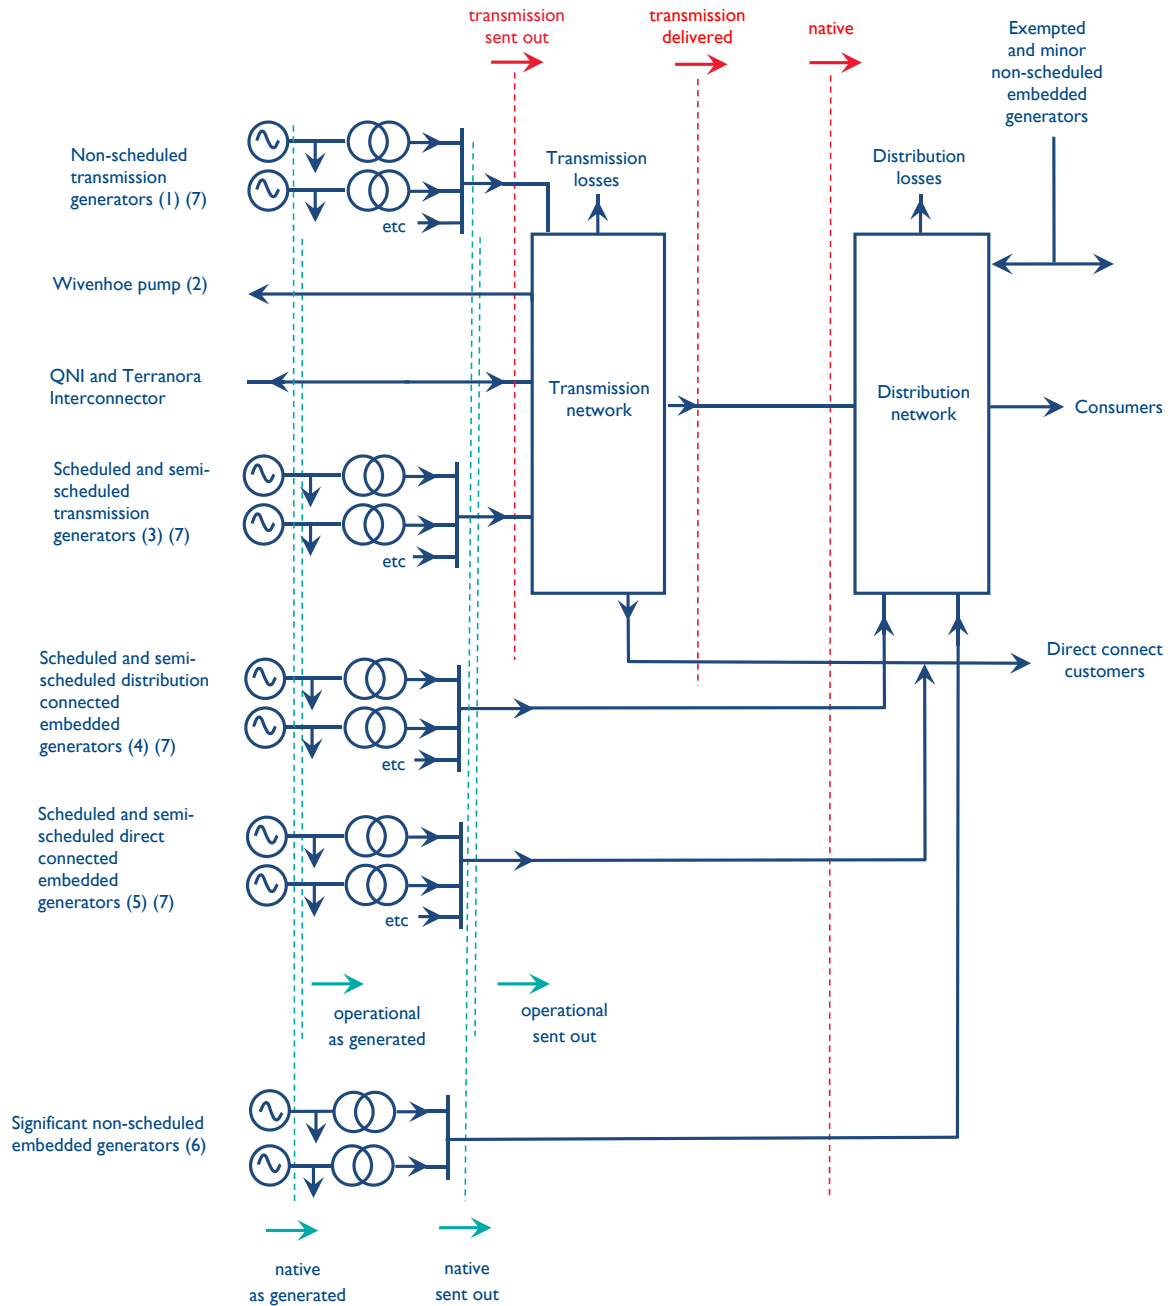 transmission
sent out
transmission
delivered
native
Exempted
and minor
non-scheduled
embedded
generators
Non-scheduled
transmission
generators (1) (7)
etc
Transmission
losses
Distribution
losses
Wivenhoe pump (2)
QNI and Terranora
Interconnector
Transmission
network
Distribution
network
Consumers
Scheduled and semi-
scheduled
transmission
generators (3) (7)
etc
Direct connect
customers
Scheduled and semi-
scheduled distribution
connected
embedded
generators (4) (7)
etc
Scheduled and semi-
scheduled direct
connected
embedded
generators (5) (7)
etc
operational
as generated
operational
sent out
Significant non-scheduled
embedded generators (6)
native
as generated
native
sent out